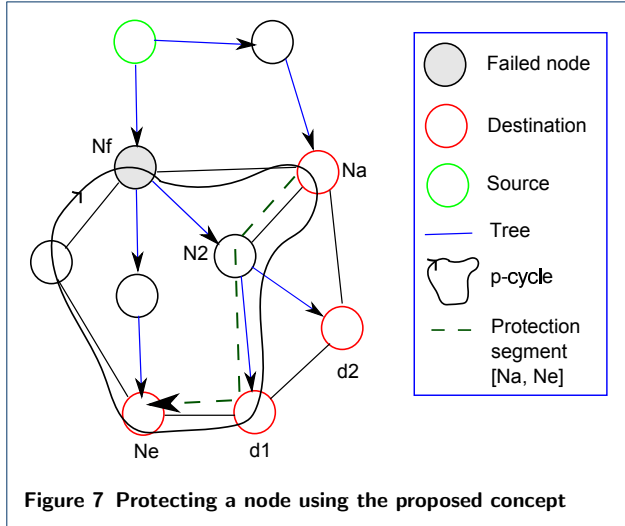 Nf
Na
N2
d2
Ne
d1
Failed node
Destination
Source
Tree
p-cycle
Protection
segment
[Na, Ne]
Figure 7 Protecting a node using the proposed concept